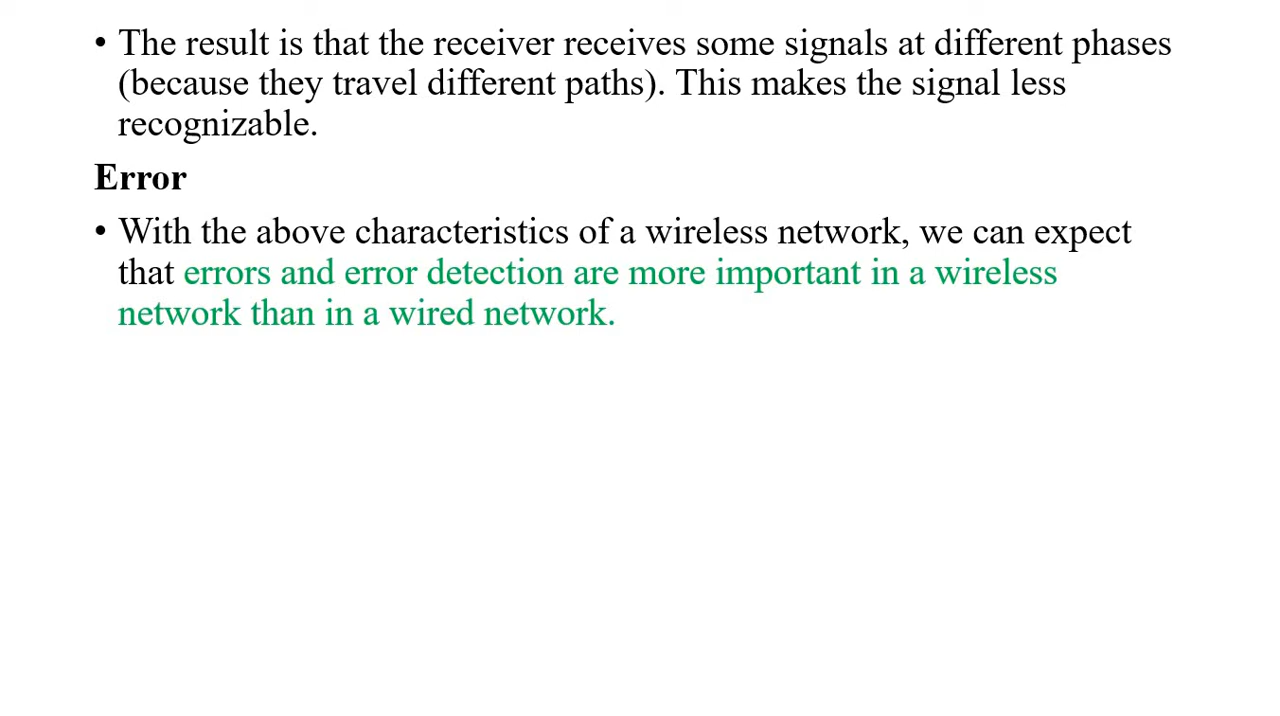 • The result is that the receiver receives some signals at different phases
(because they travel different paths). This makes the signal less
recognizable.
Error
• With the above characteristics of a wireless network, we can expect
that errors and error detection are more important in a wireless
network than in a wired network.